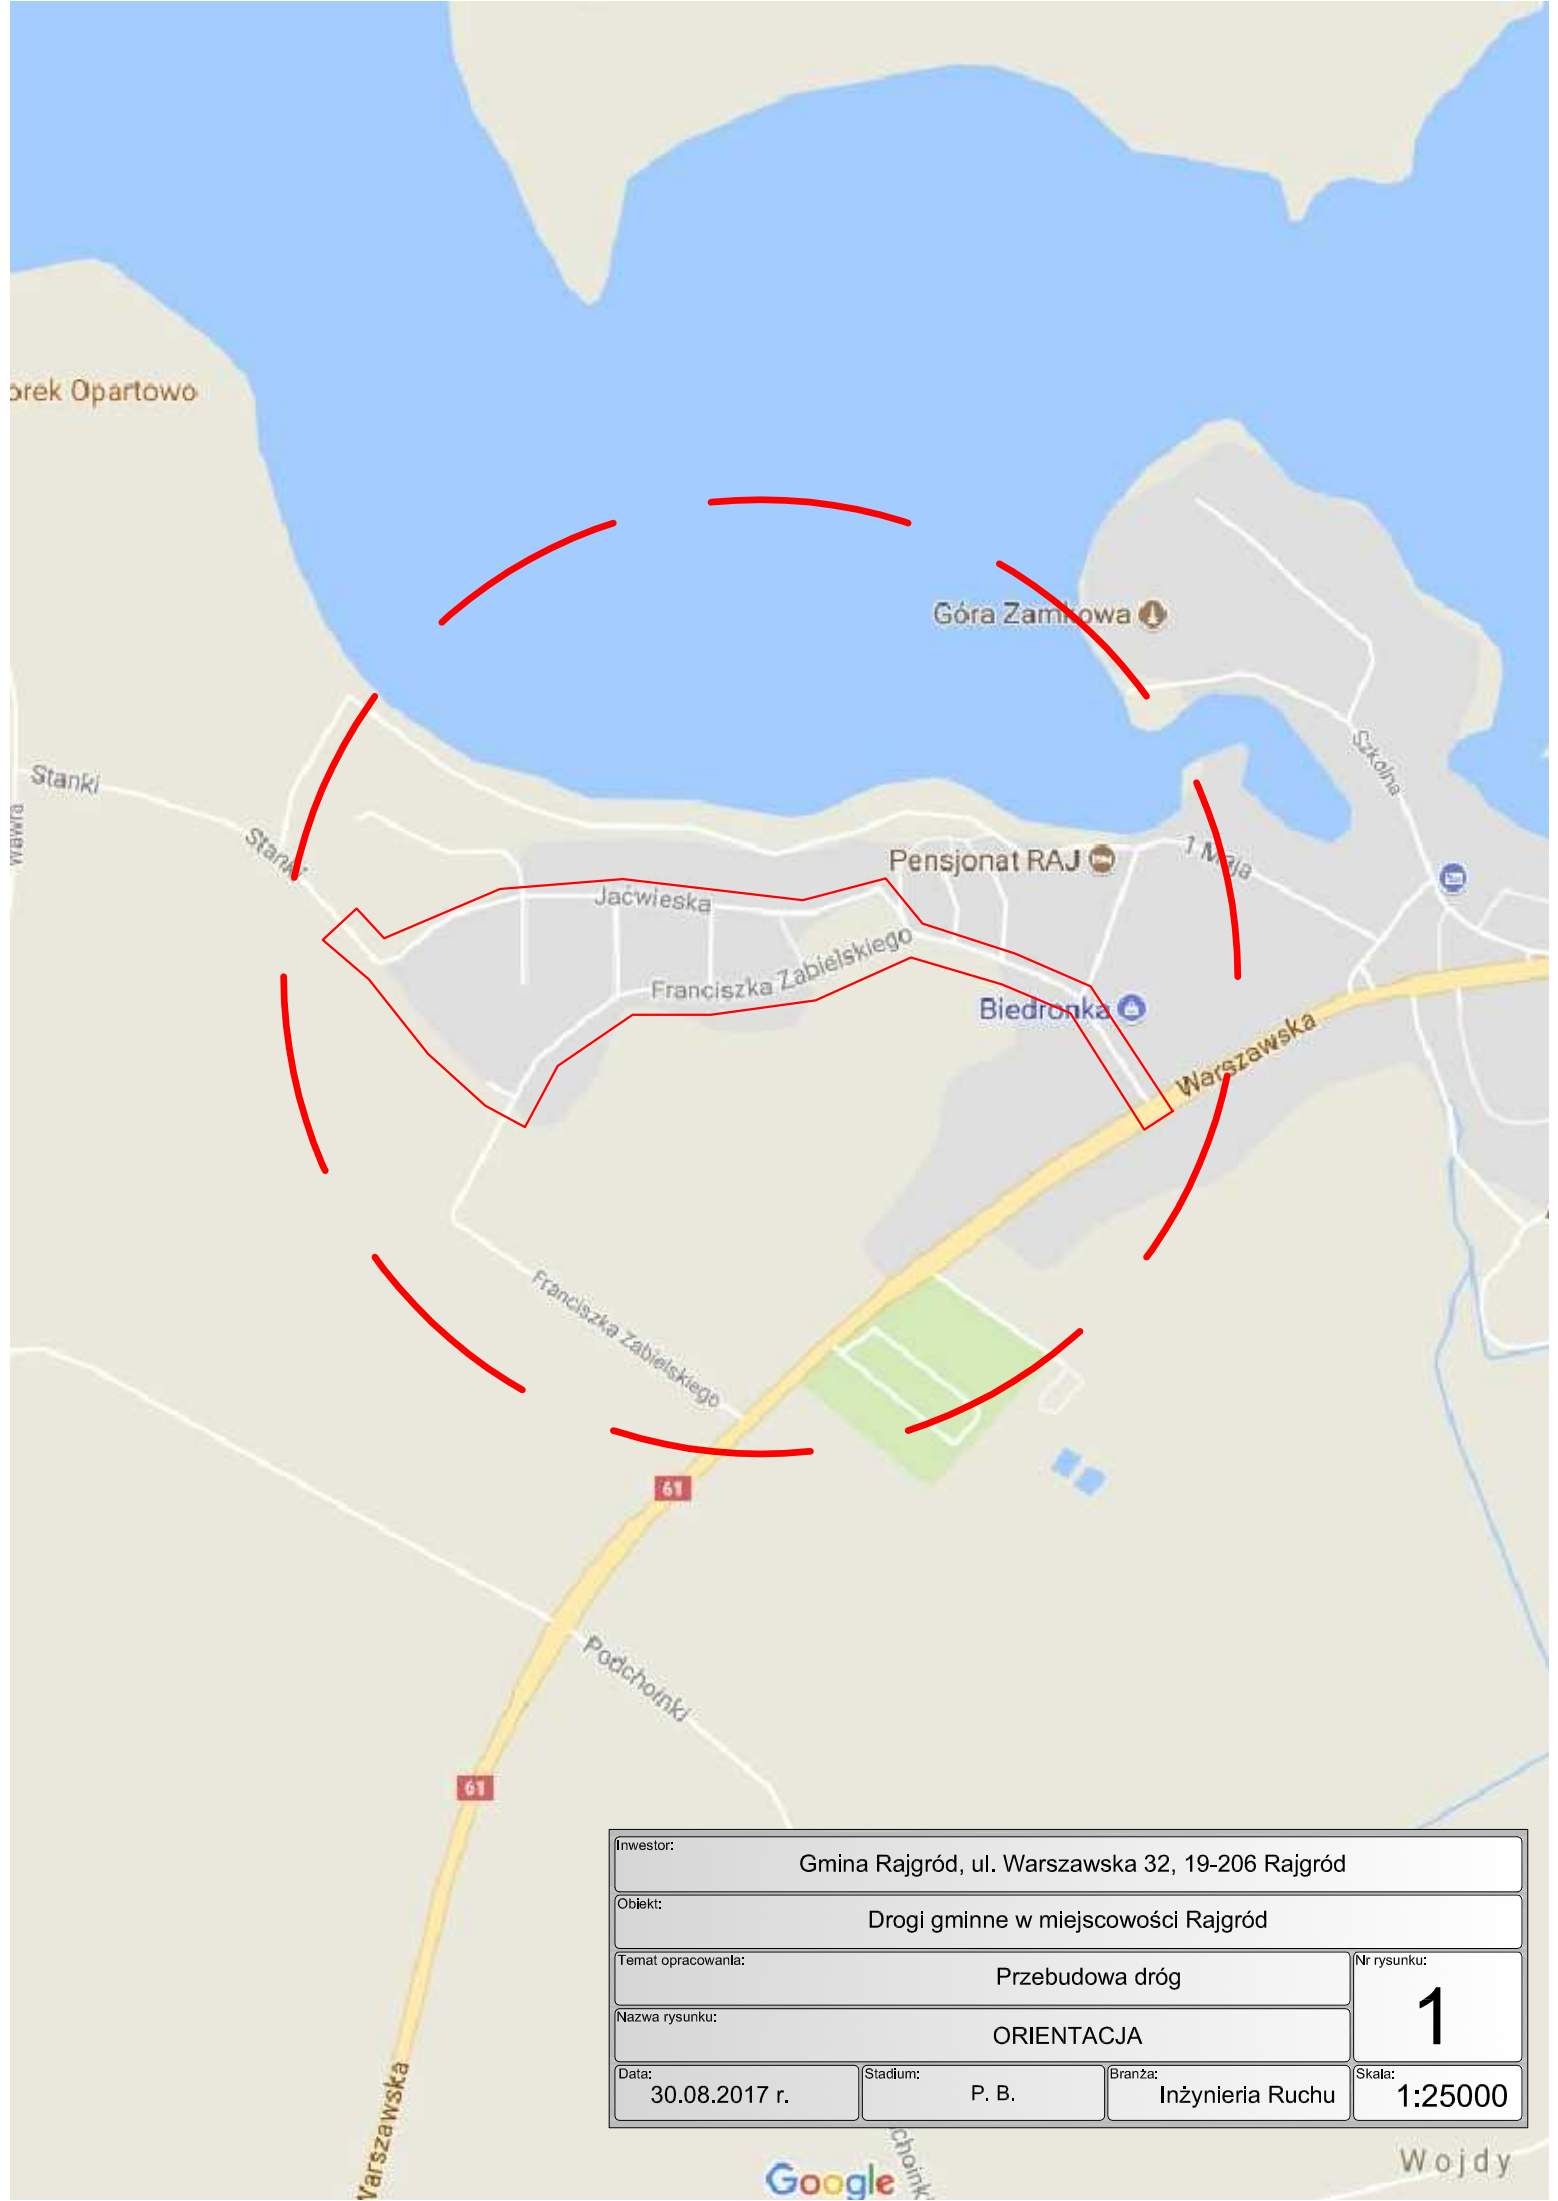 orek Opartowo
Góra Zamkowa
Szkolna
Stanki
Wawra
Stanki
Pensjonat RAJ
1 Maja
Jaćwieska
Franciszka Zabielskiego
Biedronka
Warszawska
Franciszka Zabielskiego
61
Podchoinki
61
Inwestor:
Gmina Rajgród, ul. Warszawska 32, 19-206 Rajgród
Obiekt:
Drogi gminne w miejscowości Rajgród
Temat opracowania:
Przebudowa dróg
Nr rysunku:
1
Nazwa rysunku:
ORIENTACJA
Data:
30.08.2017 r.
Stadium:
P. B.
Branża:
Inżynieria Ruchu
Skala:
1:25000
Warszawska
choink
Wojdy
Google